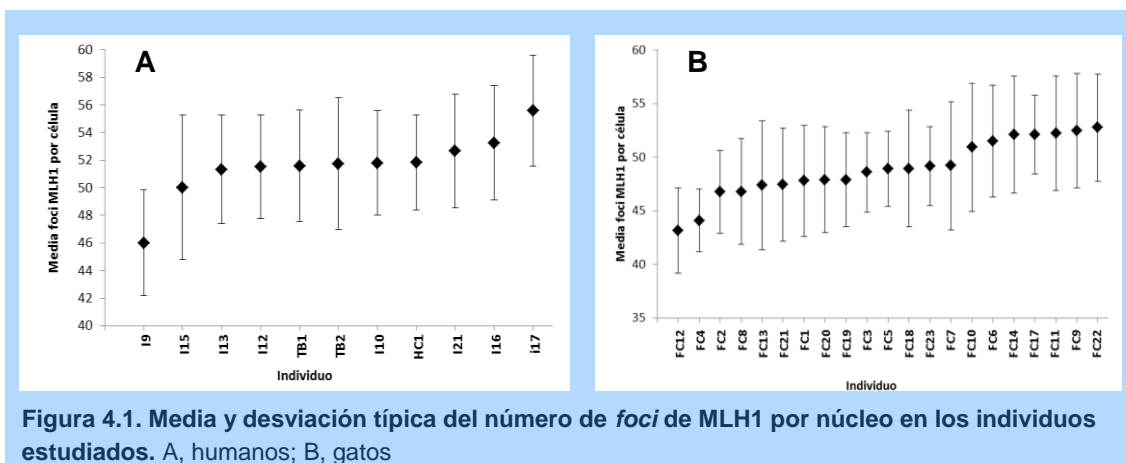 A
Media foci MLH1 por célula
60
58
56
54
52
50
48
46
44
42
40
I9
I15
I13
I12
TB1
TB2
I10
HC1
I21
I16
i17
Individuo
B
Media foci MLH1 por célula
60
55
50
45
40
35
FC12
FC4
FC2
FC8
FC13
FC21
FC1
FC20
FC19
FC3
FC5
FC18
FC23
FC7
FC10
FC6
FC14
FC17
FC11
FC9
FC22
Individuo
Figura 4.1. Media y desviación típica del número de foci de MLH1 por núcleo en los individuos
estudiados. A, humanos; B, gatos